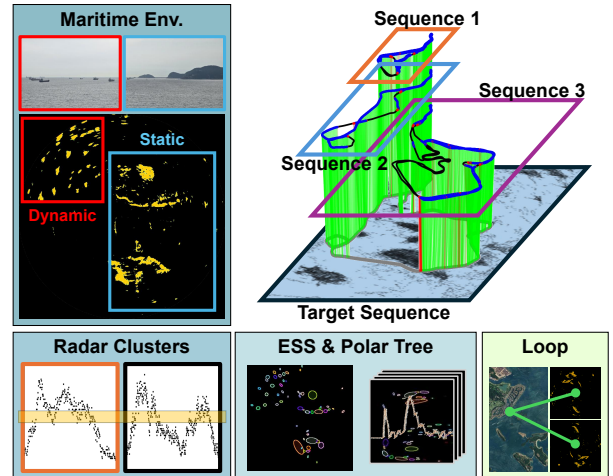 Maritime Env.
Static
Dynamic
Sequence 1
Sequence 3
Sequence 2
Target Sequence
Radar Clusters
ESS & Polar Tree
Loop